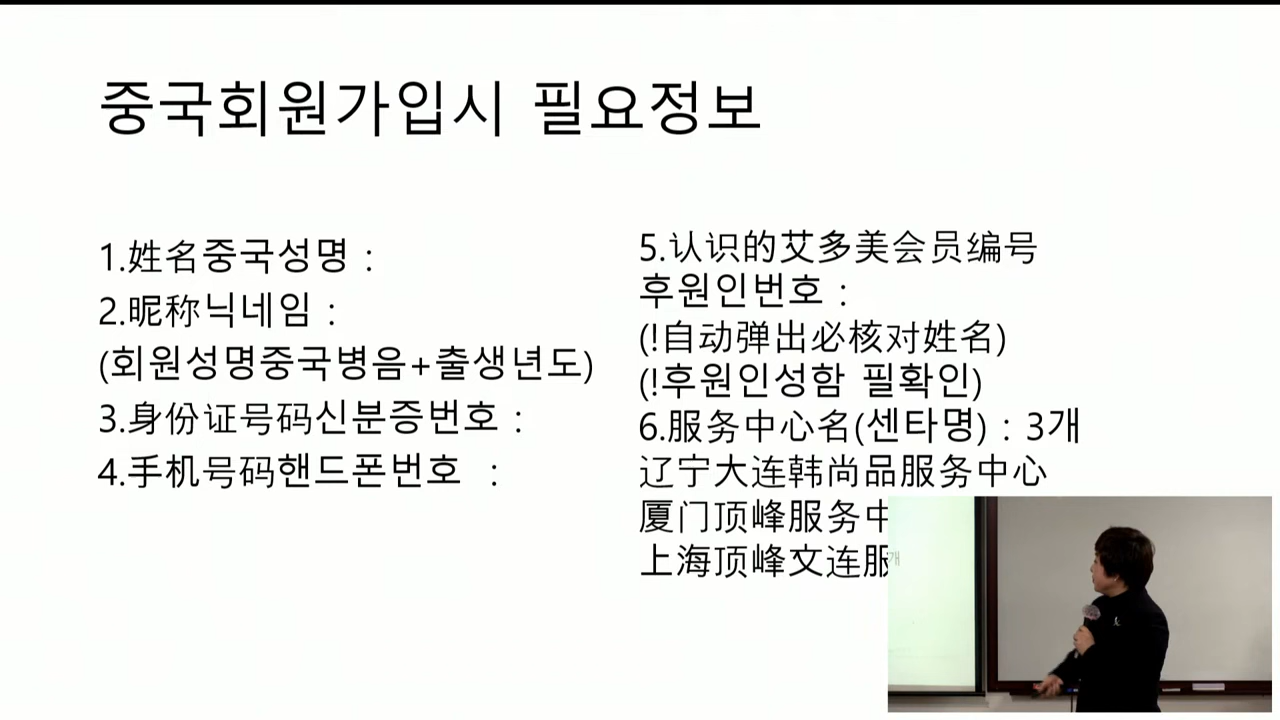 중국회원가입시 필요정보
1.姓名중국성명 :
2.昵称닉네임 :
(회원성명중국병음+출생년도)
3.身份证号码신분증번호 :
4.手机号码핸드폰번호 :
5.认识的艾多美会员编号
후원인번호 :
(!自动弹出必核对姓名)
(!후원인성함 필확인)
6.服务中心名(센타명) : 3개
辽宁大连韩尚品服务中心
厦门顶峰服务中
上海顶峰文连服
개